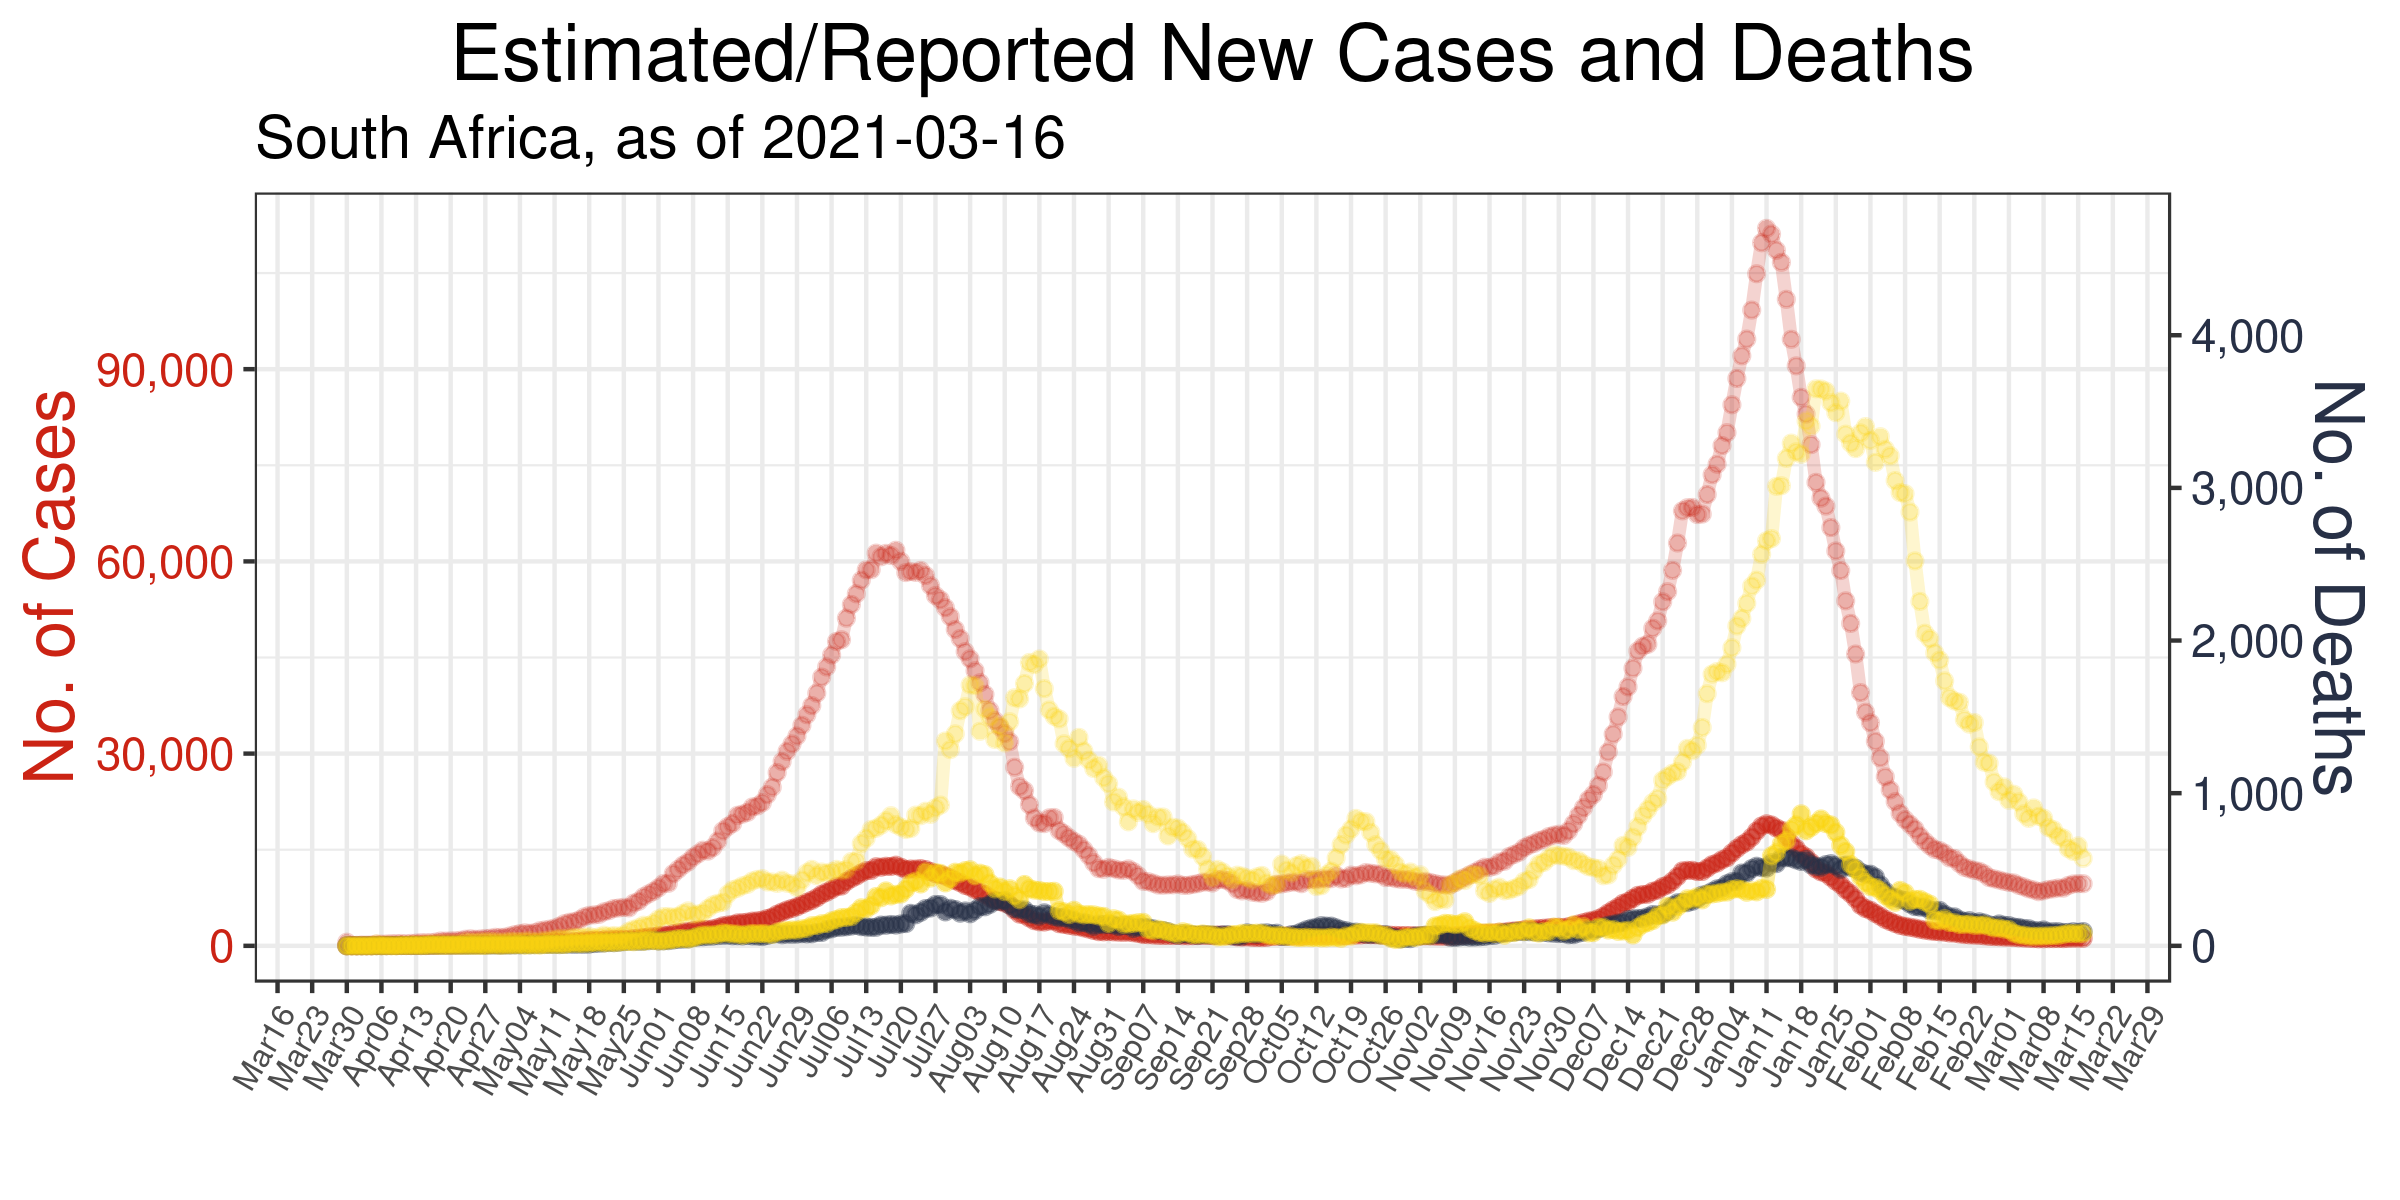 Estimated/Reported New Cases and Deaths
South Africa, as of 2021-03-16
No. of Cases
90,000
60,000
30,000
0
4,000
3,000
2,000
1,000
0
No. of Deaths
Mar16 Mar23 Mar30 Apr06 Apr13 Apr20 Apr27 May04 May11 May18 May25 Jun01 Jun08 Jun15 Jun22 Jun29 Jul06 Jul13 Jul20 Jul27 Aug03 Aug10 Aug17 Aug24 Aug31 Sep07 Sep14 Sep21 Sep28 Oct05 Oct12 Oct19 Oct26 Nov02 Nov09 Nov16 Nov23 Nov30 Dec07 Dec14 Dec21 Dec28 Jan04 Jan11 Jan18 Jan25 Feb01 Feb08 Feb15 Feb22 Mar01 Mar08 Mar15 Mar22 Mar29